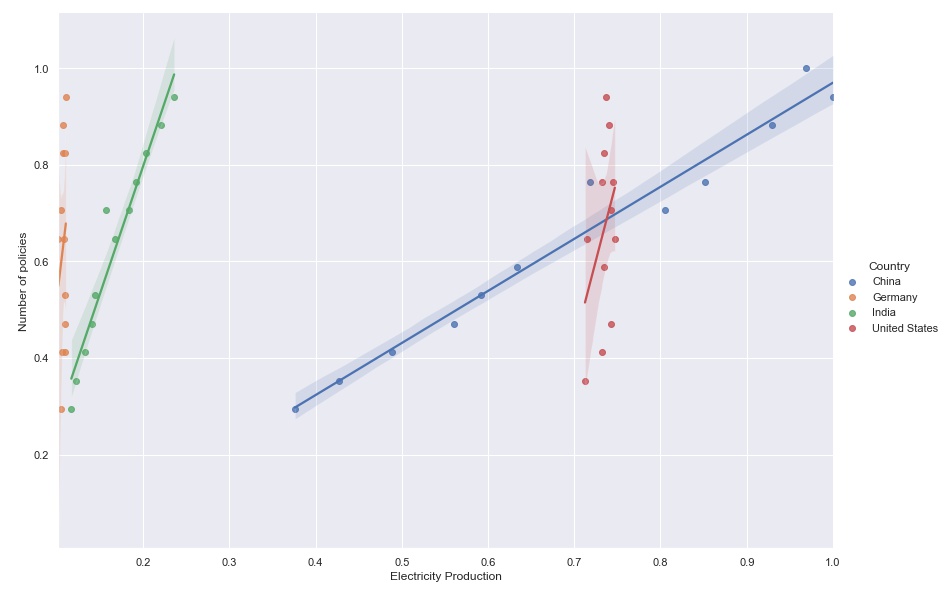 1.0
0.8
0.6
0.4
0.2
Number of policies
0.2 0.3 0.4 0.5 0.6 0.7 0.8 0.9 1.0
Electricity Production
Country
China
Germany
India
United States